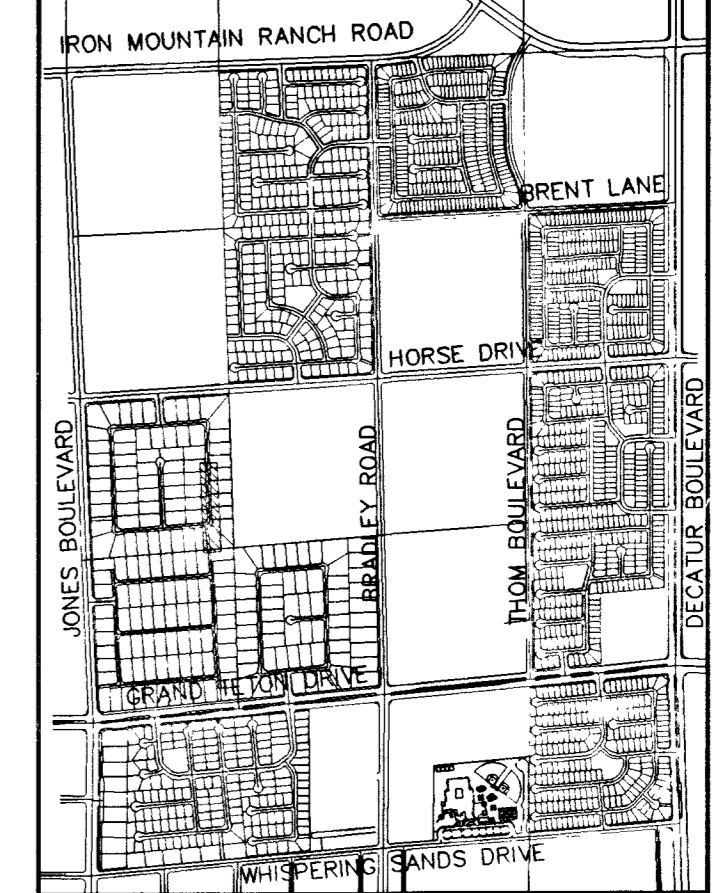 IRON MOUNTAIN RANCH ROAD
BRENT LANE
HORSE DRIVE
JONES BOULEVARD
BRADLEY ROAD
THOM BOULEVARD
DECATUR BOULEVARD
GRAND TETON DRIVE
WHISPERING SANDS DRIVE